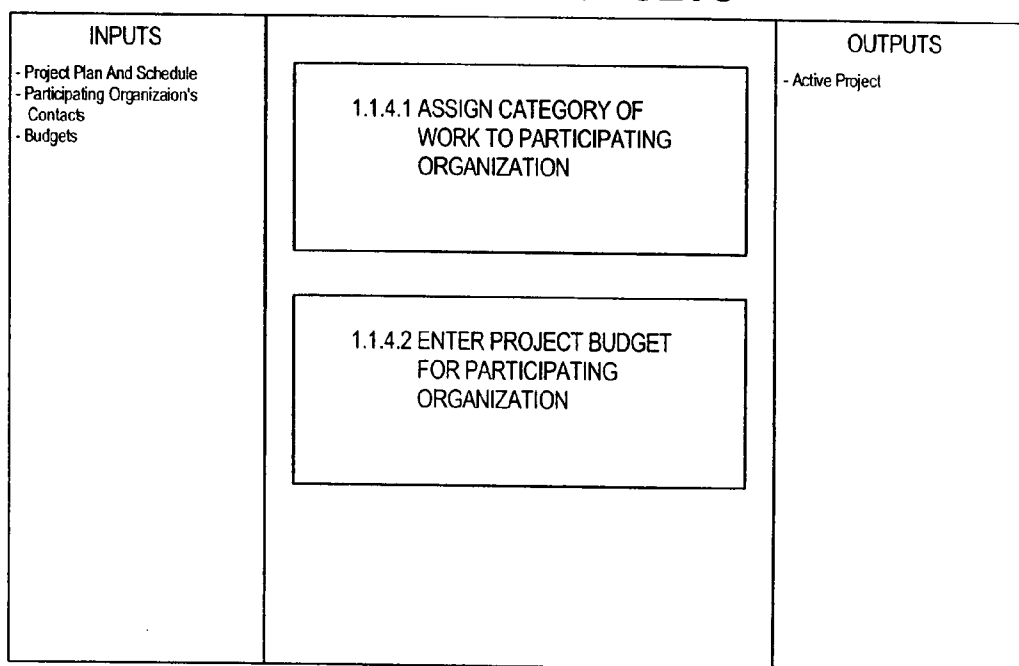 INPUTS
- Project Plan And Schedule
- Participating Organizaion's
Contacts
- Budgets
1.1.4.1 ASSIGN CATEGORY OF
WORK TO PARTICIPATING
ORGANIZATION
1.1.4.2 ENTER PROJECT BUDGET
FOR PARTICIPATING
ORGANIZATION
OUTPUTS
- Active Project